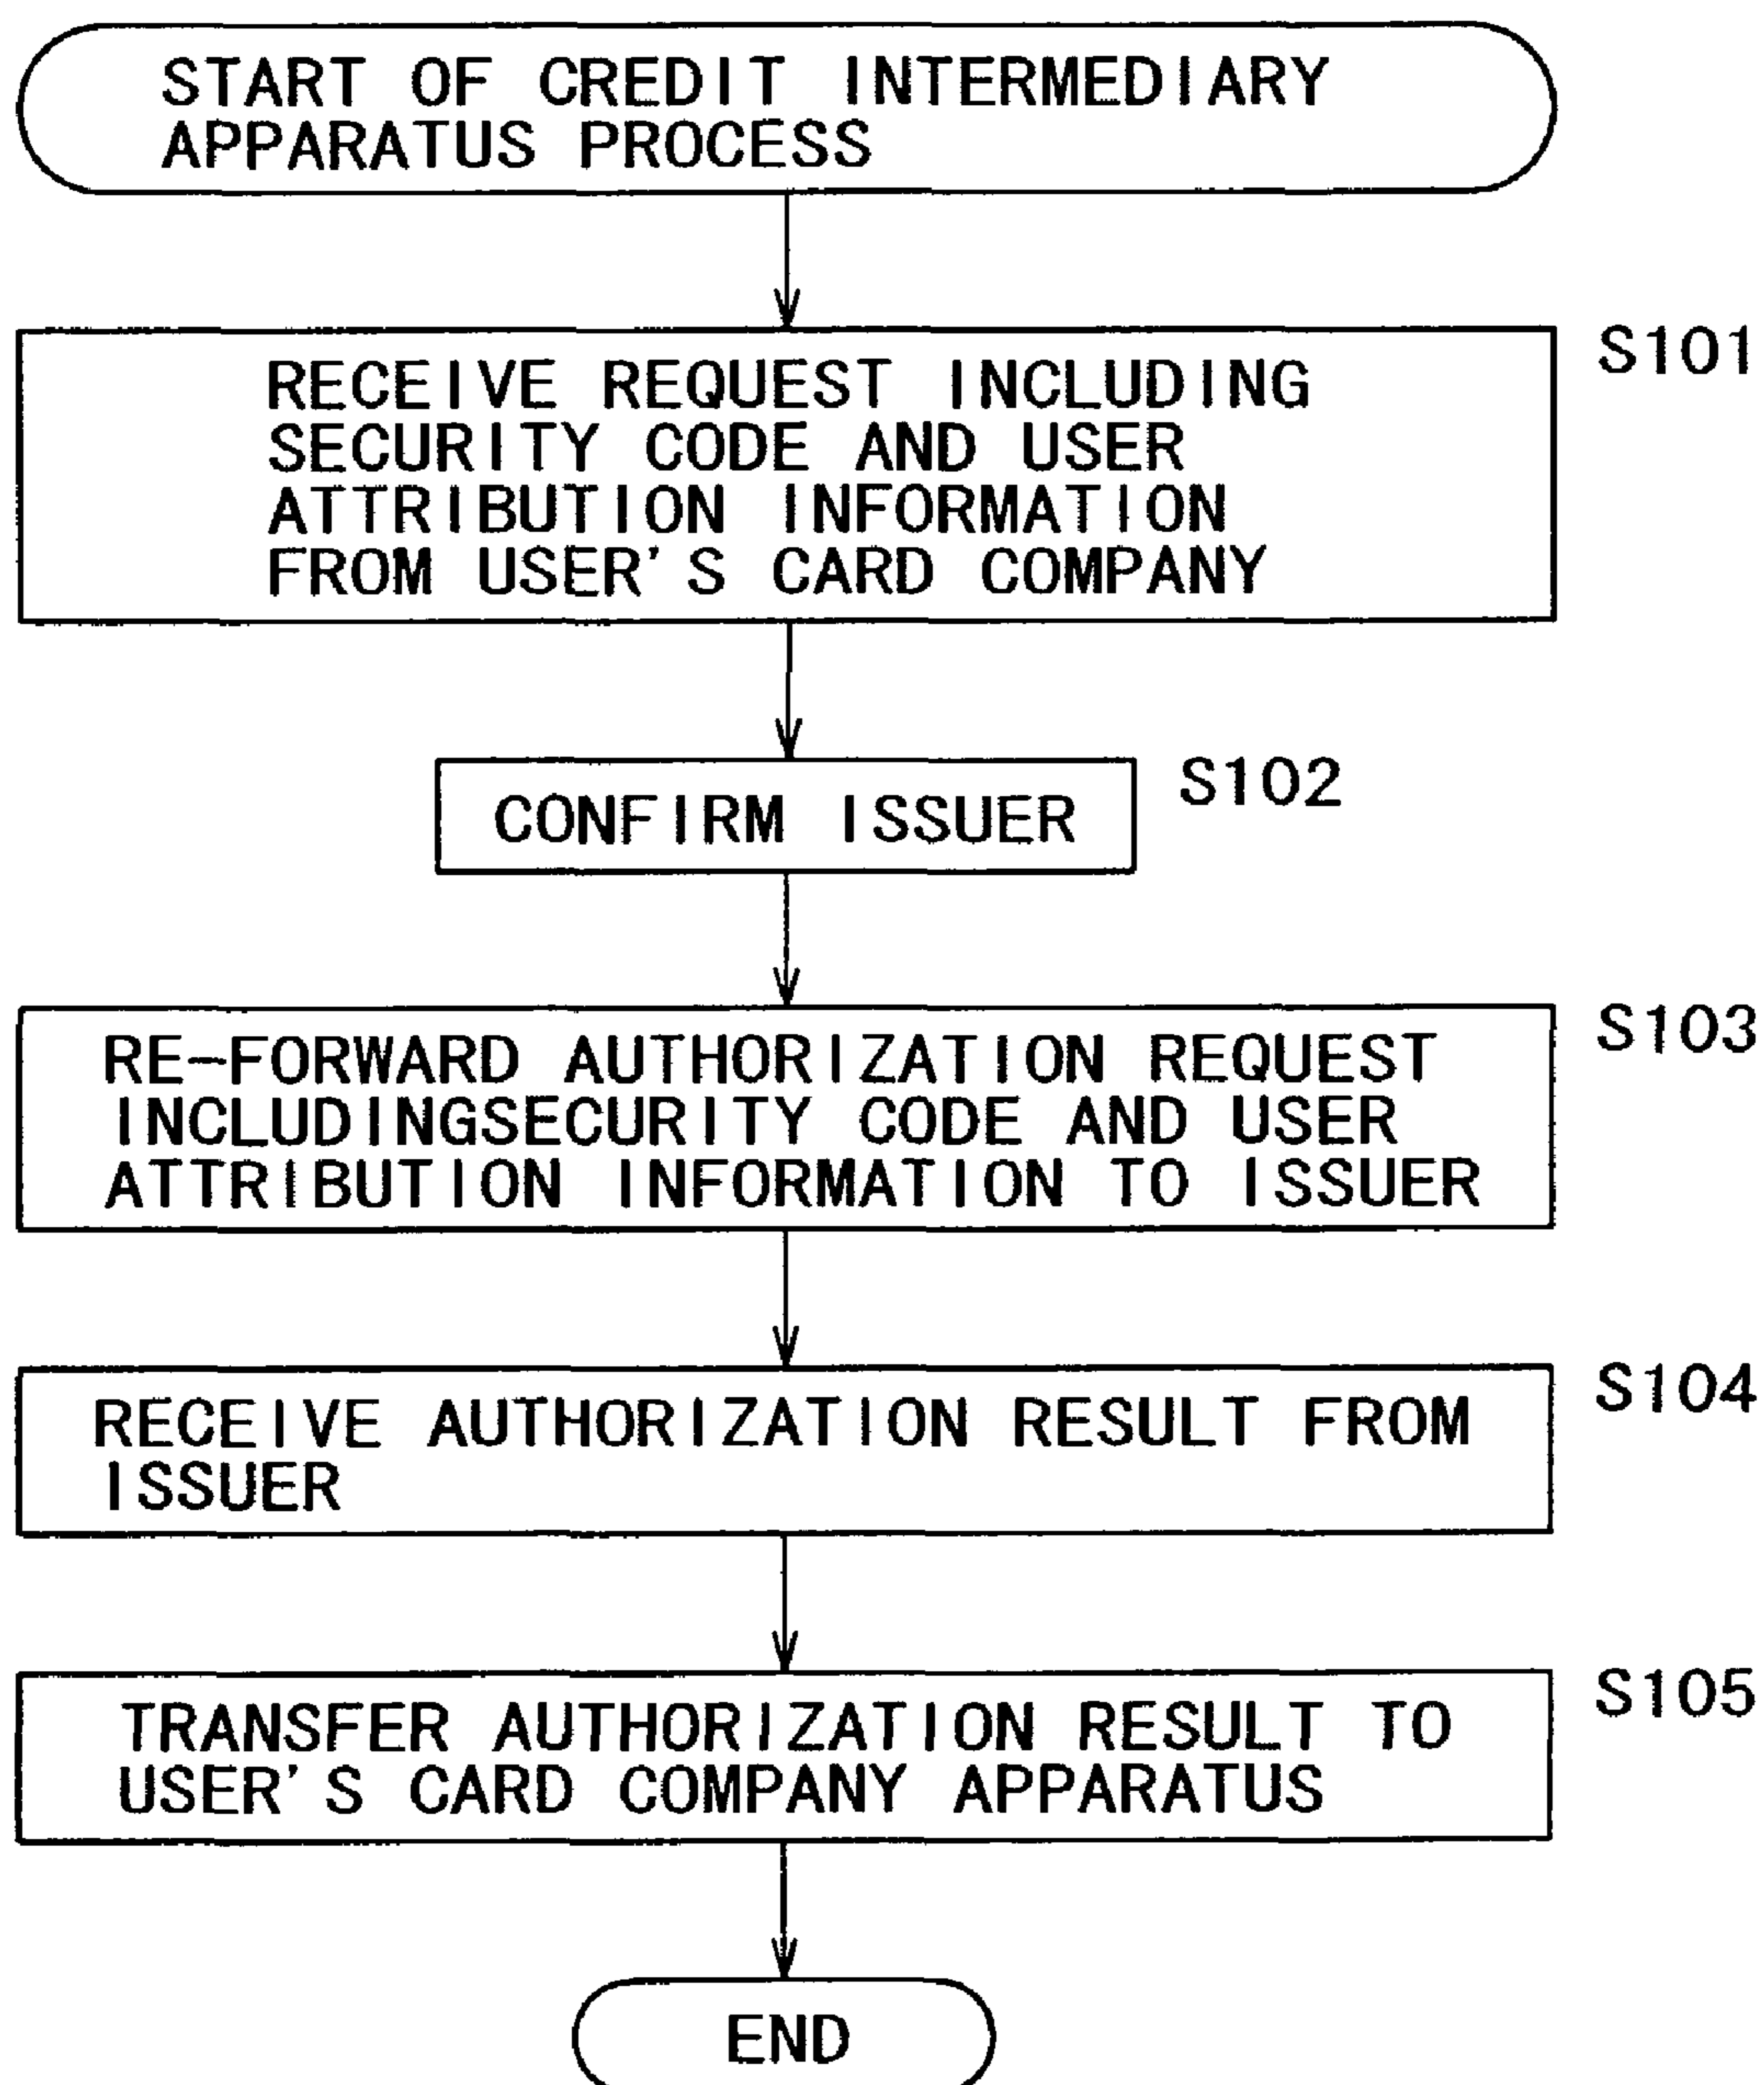 START OF CREDIT INTERMEDIARY
APPARATUS PROCESS
S101
RECEIVE REQUEST INCLUDING
SECURITY CODE AND USER
ATTRIBUTION INFORMATION
FROM USER'S CARD COMPANY
S102
CONFIRM ISSUER
S103
RE-FORWARD AUTHORIZATION REQUEST
INCLUDINGSECURITY CODE AND USER
ATTRIBUTION INFORMATION TO ISSUER
S104
RECEIVE AUTHORIZATION RESULT FROM
ISSUER
S105
TRANSFER AUTHORIZATION RESULT TO
USER'S CARD COMPANY APPARATUS
END